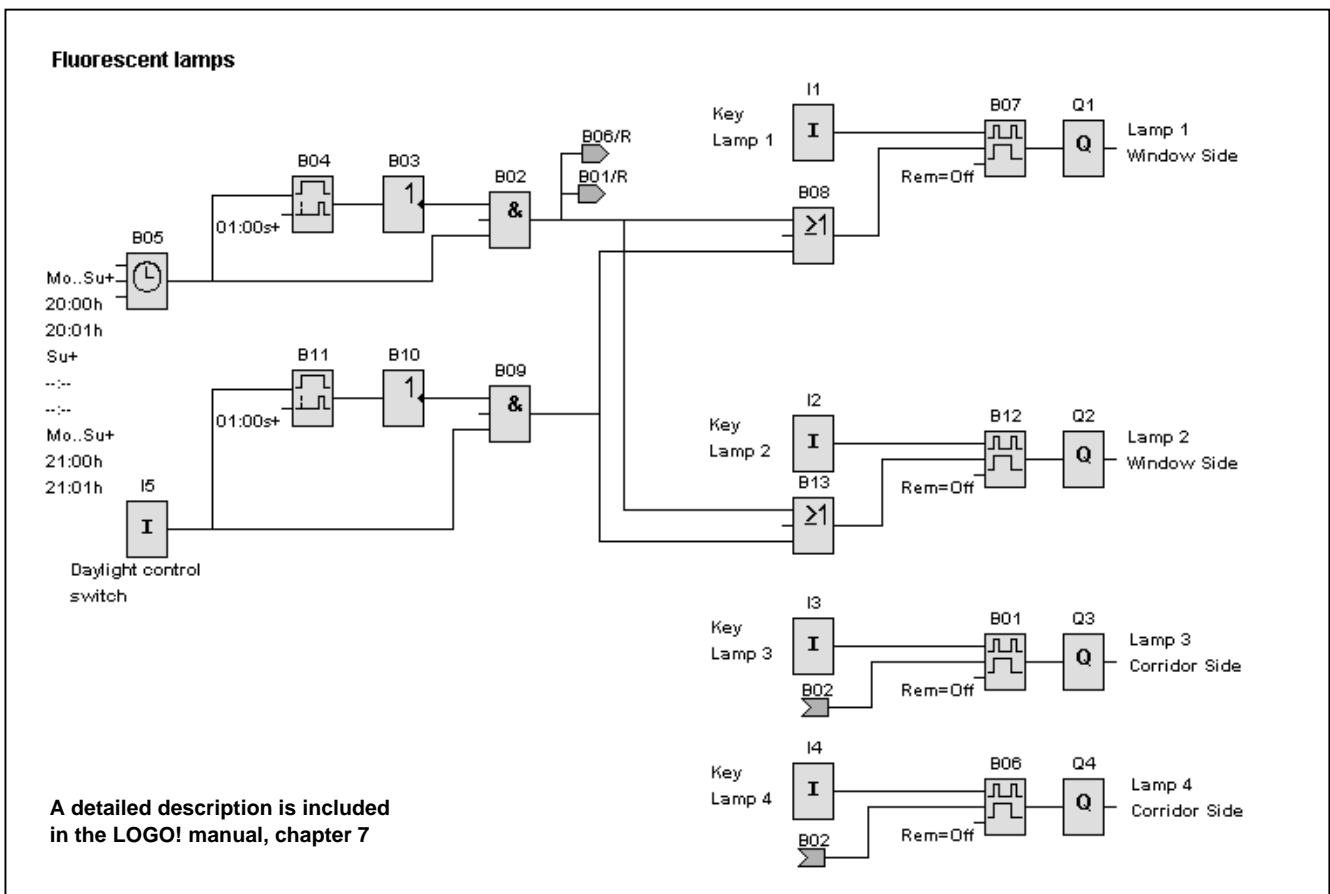 Fluorescent lamps
B05
Mo..Su+
20:00h
20:01h
Su+
--:--
--:--
Mo..Su+
21:00h
21:01h
B04
01:00s+
B03
1
B02
&
B06/R
B01/R
I5
I
Daylight control
switch
B11
01:00s+
B10
1
B09
&
I1
Key
Lamp 1
I
B08
≥1
B07
Rem=Off
Q1
Q
Lamp 1
Window Side
I2
Key
Lamp 2
I
B13
≥1
B12
Rem=Off
Q2
Q
Lamp 2
Window Side
I3
Key
Lamp 3
I
B02
B01
Rem=Off
Q3
Q
Lamp 3
Corridor Side
I4
Key
Lamp 4
I
B02
B06
Rem=Off
Q4
Q
Lamp 4
Corridor Side
A detailed description is included
in the LOGO! manual, chapter 7